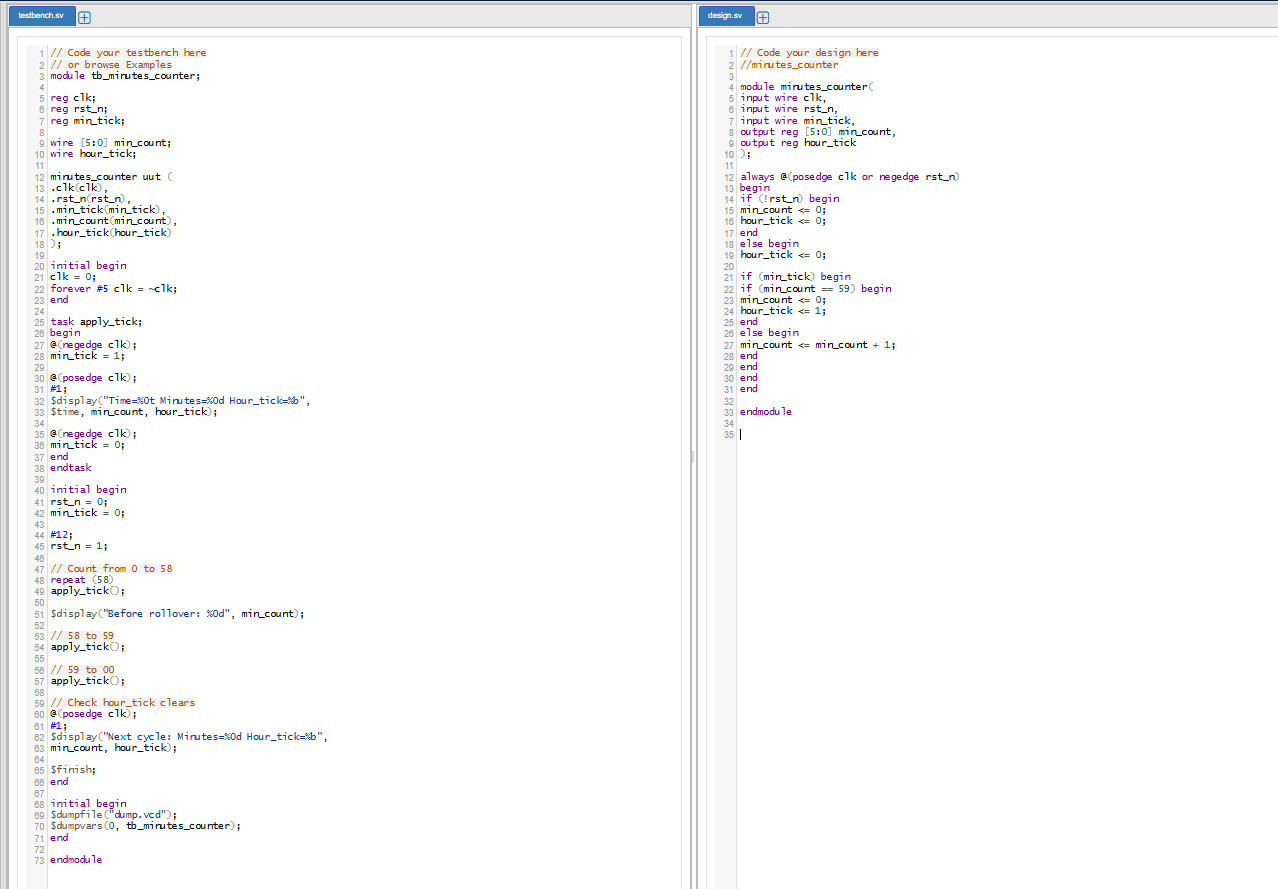 testbench.sv
1 // Code your testbench here
2 // or browse Examples
3 module tb_minutes_counter;
4
5 reg clk;
6 reg rst_n;
7 reg min_tick;
8
9 wire [5:0] min_count;
10 wire hour_tick;
11
12 minutes_counter uut (
13 .clk(clk),
14 .rst_n(rst_n),
15 .min_tick(min_tick),
16 .min_count(min_count),
17 .hour_tick(hour_tick)
18 );
19
20 initial begin
21 clk = 0;
22 forever #5 clk = ~clk;
23 end
24
25 task apply_tick;
26 begin
27 @(negedge clk);
28 min_tick = 1;
29
30 @(posedge clk);
31 #1;
32 $display("Time=%0t Minutes=%0d Hour_tick=%b",
33 $time, min_count, hour_tick);
34
35 @(negedge clk);
36 min_tick = 0;
37 end
38 endtask
39
40 initial begin
41 rst_n = 0;
42 min_tick = 0;
43
44 #12;
45 rst_n = 1;
46
47 // Count from 0 to 58
48 repeat (58)
49 apply_tick();
50
51 $display("Before rollover: %0d", min_count);
52
53 // 58 to 59
54 apply_tick();
55
56 // 59 to 00
57 apply_tick();
58
59 // Check hour_tick clears
60 @(posedge clk);
61 #1;
62 $display("Next cycle: Minutes=%0d Hour_tick=%b",
63 min_count, hour_tick);
64
65 $finish;
66 end
67
68 initial begin
69 $dumpfile("dump.vcd");
70 $dumpvars(0, tb_minutes_counter);
71 end
72
73 endmodule
design.sv
1 // Code your design here
2 //minutes_counter
3
4 module minutes_counter(
5 input wire clk,
6 input wire rst_n,
7 input wire min_tick,
8 output reg [5:0] min_count,
9 output reg hour_tick
10 );
11
12 always @(posedge clk or negedge rst_n)
13 begin
14 if (!rst_n) begin
15 min_count <= 0;
16 hour_tick <= 0;
17 end
18 else begin
19 hour_tick <= 0;
20
21 if (min_tick) begin
22 if (min_count == 59) begin
23 min_count <= 0;
24 hour_tick <= 1;
25 end
26 else begin
27 min_count <= min_count + 1;
28 end
29 end
30 end
31 end
32
33 endmodule
34
35